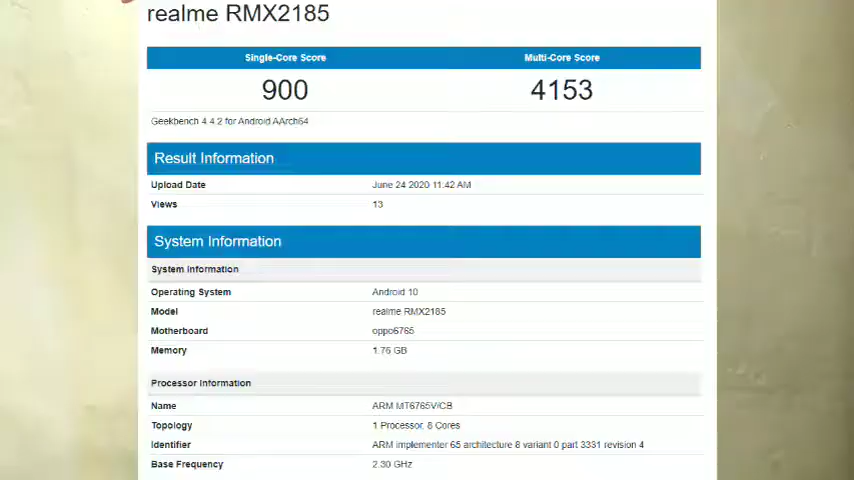 realme RMX2185
Single-Core Score Multi-Core Score
900 4153
Geekbench 4.4.2 for Android AArch64
Result Information
Upload Date June 24 2020 11:42 AM
Views 13
System Information
System Information
Operating System Android 10
Model realme RMX2185
Motherboard oppo6765
Memory 1.76 GB
Processor Information
Name ARM MT6765V/CB
Topology 1 Processor, 8 Cores
Identifier ARM implementer 65 architecture 8 variant 0 part 3331 revision 4
Base Frequency 2.30 GHz